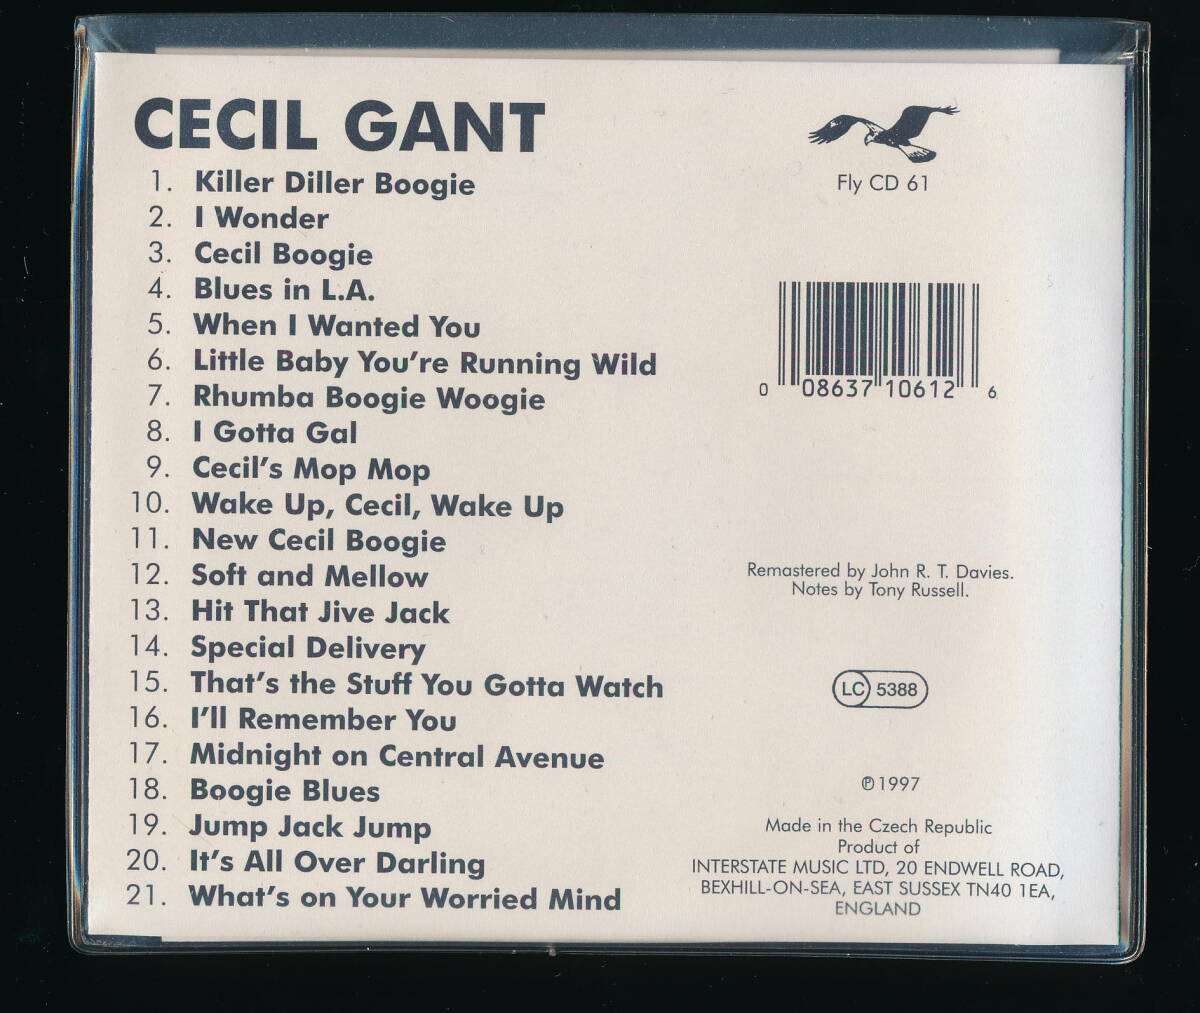 CECIL GANT
1. Killer Diller Boogie
2. I Wonder
3. Cecil Boogie
4. Blues in L.A.
5. When I Wanted You
6. Little Baby You're Running Wild
7. Rhumba Boogie Woogie
8. I Gotta Gal
9. Cecil's Mop Mop
10. Wake Up, Cecil, Wake Up
11. New Cecil Boogie
12. Soft and Mellow
13. Hit That Jive Jack
14. Special Delivery
15. That's the Stuff You Gotta Watch
16. I'll Remember You
17. Midnight on Central Avenue
18. Boogie Blues
19. Jump Jack Jump
20. It's All Over Darling
21. What's on Your Worried Mind
Fly CD 61
0 08637 10612 6
Remastered by John R. T. Davies.
Notes by Tony Russell.
LC 5388
℗ 1997
Made in the Czech Republic
Product of
INTERSTATE MUSIC LTD, 20 ENDWELL ROAD,
BEXHILL-ON-SEA, EAST SUSSEX TN40 1EA,
ENGLAND